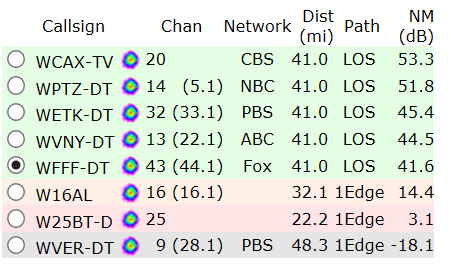 Callsign Chan Network Dist (mi) Path NM (dB)
WCAX-TV 20 CBS 41.0 LOS 53.3
WPTZ-DT 14 (5.1) NBC 41.0 LOS 51.8
WETK-DT 32 (33.1) PBS 41.0 LOS 45.4
WVNY-DT 13 (22.1) ABC 41.0 LOS 44.5
WFFF-DT 43 (44.1) Fox 41.0 LOS 41.6
W16AL 16 (16.1) 32.1 1Edge 14.4
W25BT-D 25 22.2 1Edge 3.1
WVER-DT 9 (28.1) PBS 48.3 1Edge -18.1